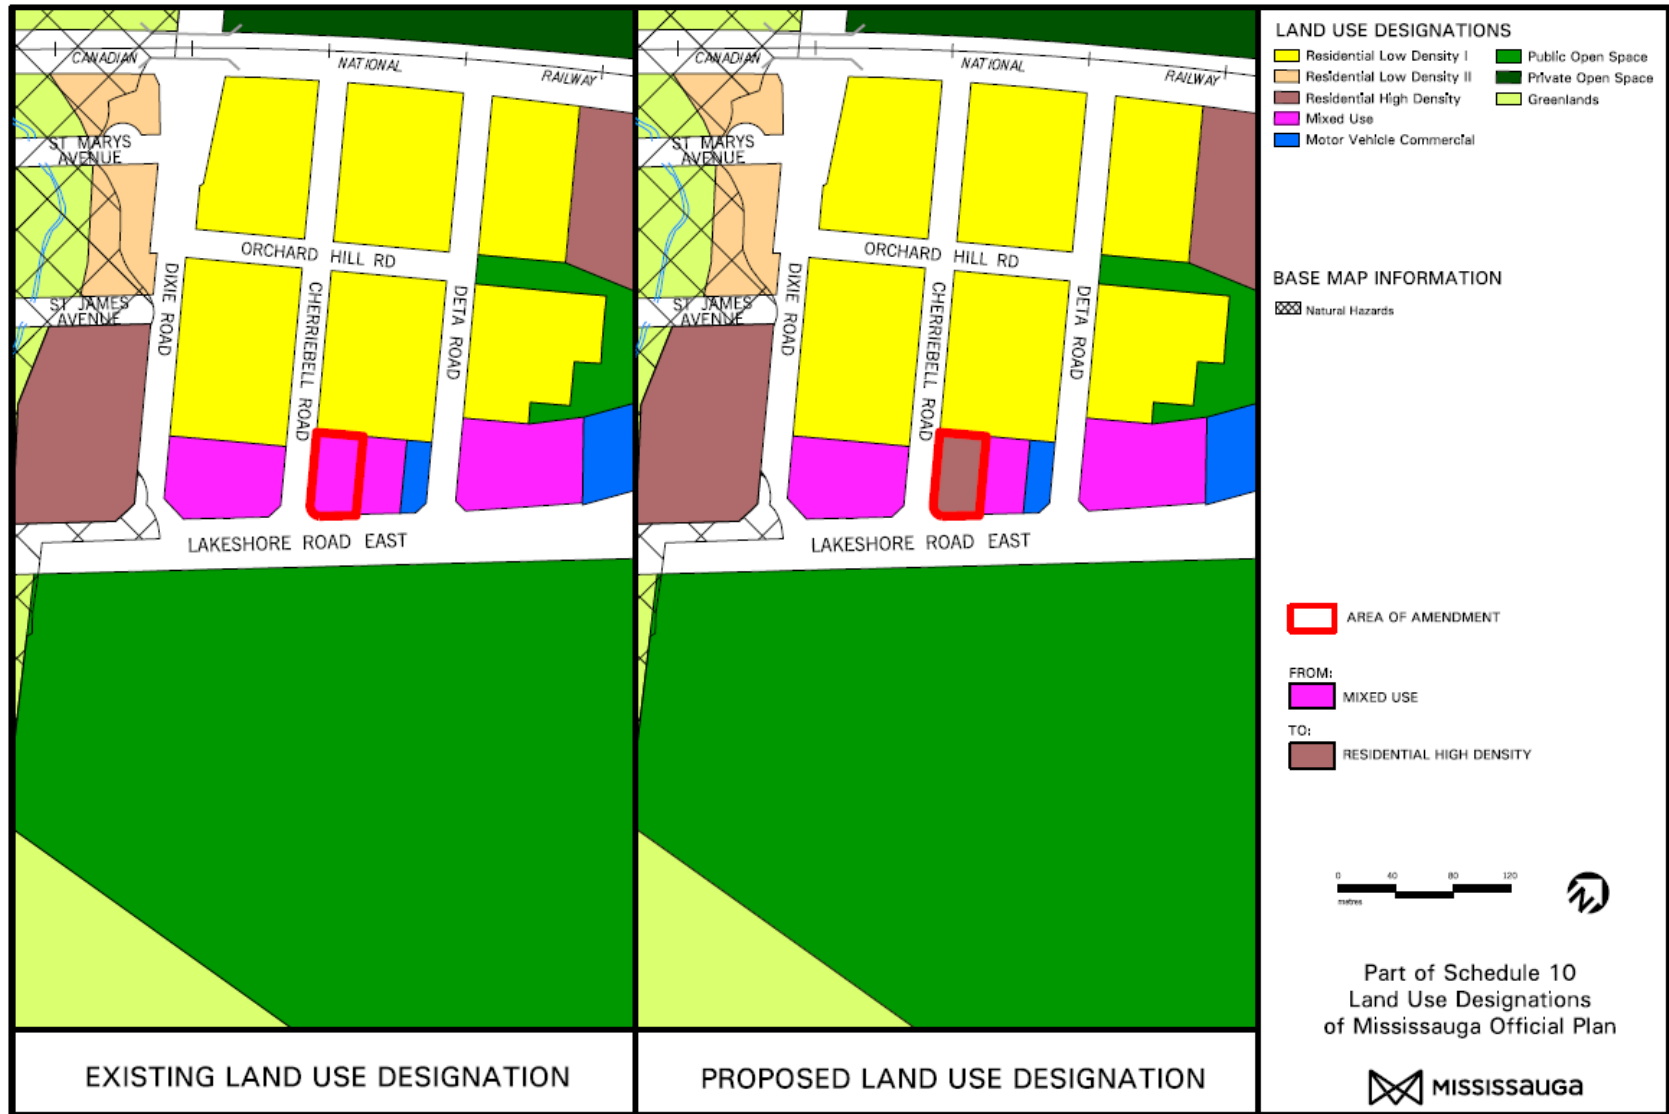 CANADIAN
NATIONAL
RAILWAY
ST MARYS
AVENUE
ORCHARD HILL RD
ST JAMES
AVENUE
DIXIE ROAD
CHERRIEBELL ROAD
DETA ROAD
LAKESHORE ROAD EAST
EXISTING LAND USE DESIGNATION
CANADIAN
NATIONAL
RAILWAY
ST MARYS
AVENUE
ORCHARD HILL RD
ST JAMES
AVENUE
DIXIE ROAD
CHERRIEBELL ROAD
DETA ROAD
LAKESHORE ROAD EAST
PROPOSED LAND USE DESIGNATION
LAND USE DESIGNATIONS
Residential Low Density I
Residential Low Density II
Residential High Density
Mixed Use
Motor Vehicle Commercial
Public Open Space
Private Open Space
Greenlands
BASE MAP INFORMATION
Natural Hazards
AREA OF AMENDMENT
FROM:
MIXED USE
TO:
RESIDENTIAL HIGH DENSITY
0 40 80 120
metres
N
Part of Schedule 10
Land Use Designations
of Mississauga Official Plan
MISSISSAUGA